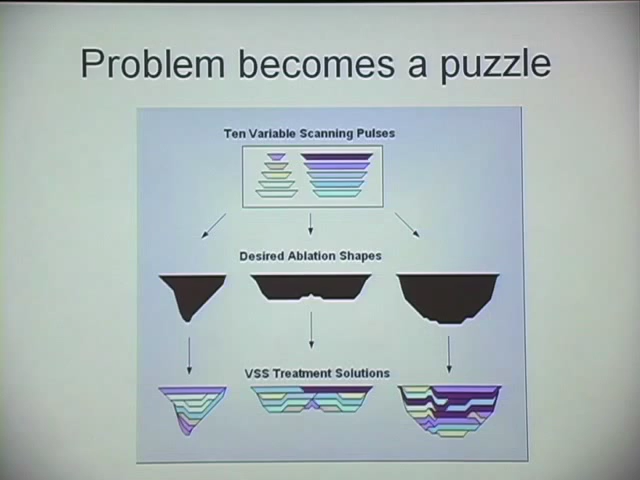 Problem becomes a puzzle
Ten Variable Scanning Pulses
Desired Ablation Shapes
VSS Treatment Solutions